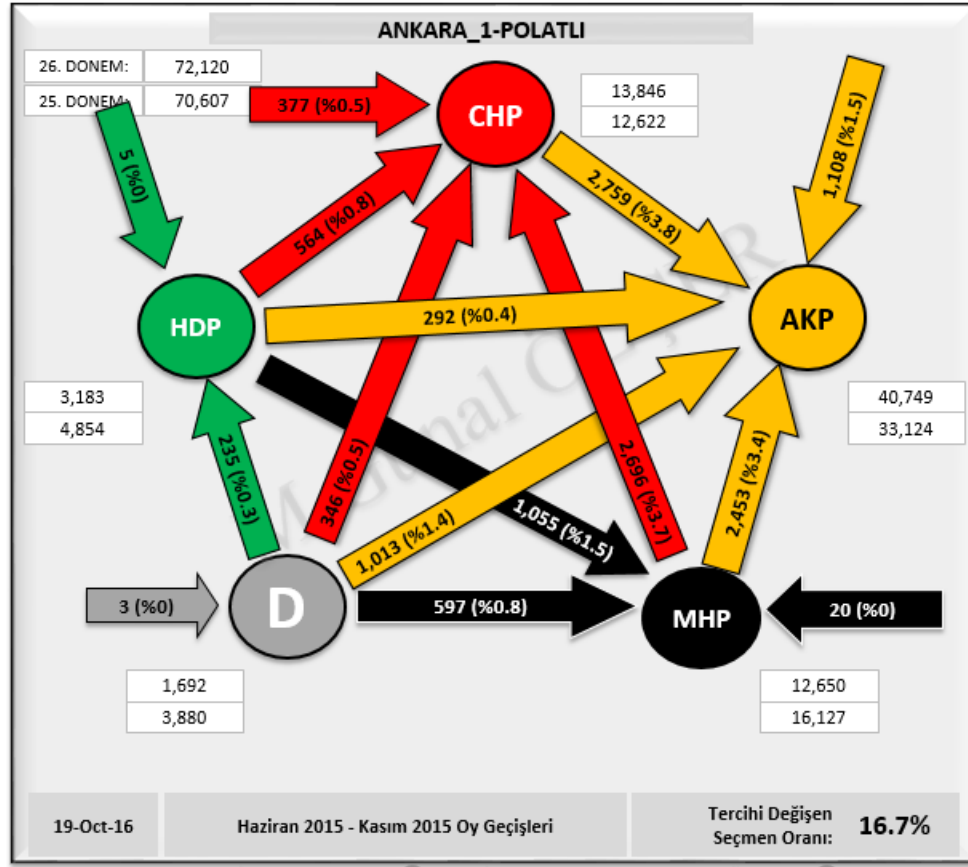 ANKARA_1-POLATLI
26. DONEM: 72,120
25. DONEM: 70,607
377 (%0.5)
CHP
13,846
12,622
1,108 (%1.5)
5 (%0)
564 (%0.8)
2,759 (%3.8)
HDP
292 (%0.4)
AKP
3,183
4,854
40,749
33,124
235 (%0.3)
346 (%0.5)
2,696 (%3.7)
2,453 (%3.4)
1,055 (%1.5)
1,013 (%1.4)
3 (%0)
D
597 (%0.8)
MHP
20 (%0)
1,692
3,880
12,650
16,127
19-Oct-16
Haziran 2015 - Kasım 2015 Oy Geçişleri
Tercihi Değişen
Seçmen Oranı: 16.7%